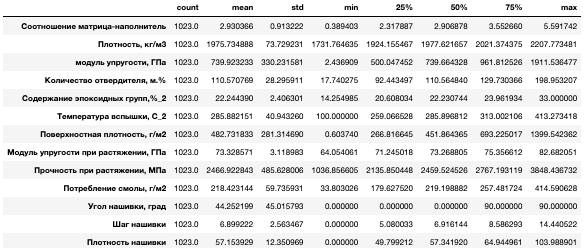 count mean std min 25% 50% 75% max
Соотношение матрица-наполнитель 1023.0 2.930366 0.913222 0.389403 2.317887 2.906878 3.552660 5.591742
Плотность, кг/м3 1023.0 1975.734888 73.729231 1731.764635 1924.155467 1977.621657 2021.374375 2207.773481
модуль упругости, ГПа 1023.0 739.923233 330.231581 2.436909 500.047452 739.664328 961.812526 1911.536477
Количество отвердителя, м.% 1023.0 110.570769 28.295911 17.740275 92.443497 110.564840 129.730366 198.953207
Содержание эпоксидных групп,%_2 1023.0 22.244390 2.406301 14.254985 20.608034 22.230744 23.961934 33.000000
Температура вспышки, С_2 1023.0 285.882151 40.943260 100.000000 259.066528 285.896812 313.002106 413.273418
Поверхностная плотность, г/м2 1023.0 482.731833 281.314690 0.603740 266.816645 451.864365 693.225017 1399.542362
Модуль упругости при растяжении, ГПа 1023.0 73.328571 3.118983 64.054061 71.245018 73.268805 75.356612 82.682051
Прочность при растяжении, МПа 1023.0 2466.922843 485.628006 1036.856605 2135.850448 2459.524526 2767.193119 3848.436732
Потребление смолы, г/м2 1023.0 218.423144 59.735931 33.803026 179.627520 219.198882 257.481724 414.590628
Угол нашивки, град 1023.0 44.252199 45.015793 0.000000 0.000000 0.000000 90.000000 90.000000
Шаг нашивки 1023.0 6.899222 2.563467 0.000000 5.080033 6.916144 8.586293 14.440522
Плотность нашивки 1023.0 57.153929 12.350969 0.000000 49.799212 57.341920 64.944961 103.988901